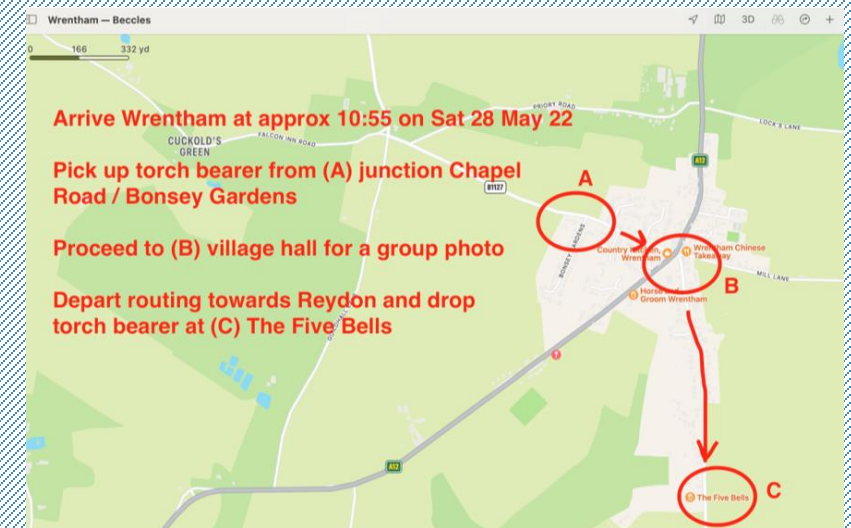 Wrentham — Beccles
3D
0 166 332 yd
Arrive Wrentham at approx 10:55 on Sat 28 May 22
PRIORY ROAD
LOCK'S LANE
CUCKOLD'S
GREEN
FALCON INN ROAD
A12
Pick up torch bearer from (A) junction Chapel
Road / Bonsey Gardens
B1127
A
BONSEY GARDENS
Proceed to (B) village hall for a group photo
Country
Wrentham
Wrentham Chinese
Takeaway
MILL LANE
B
Horse and
Groom Wrentham
Depart routing towards Reydon and drop
torch bearer at (C) The Five Bells
A12
The Five Bells
C